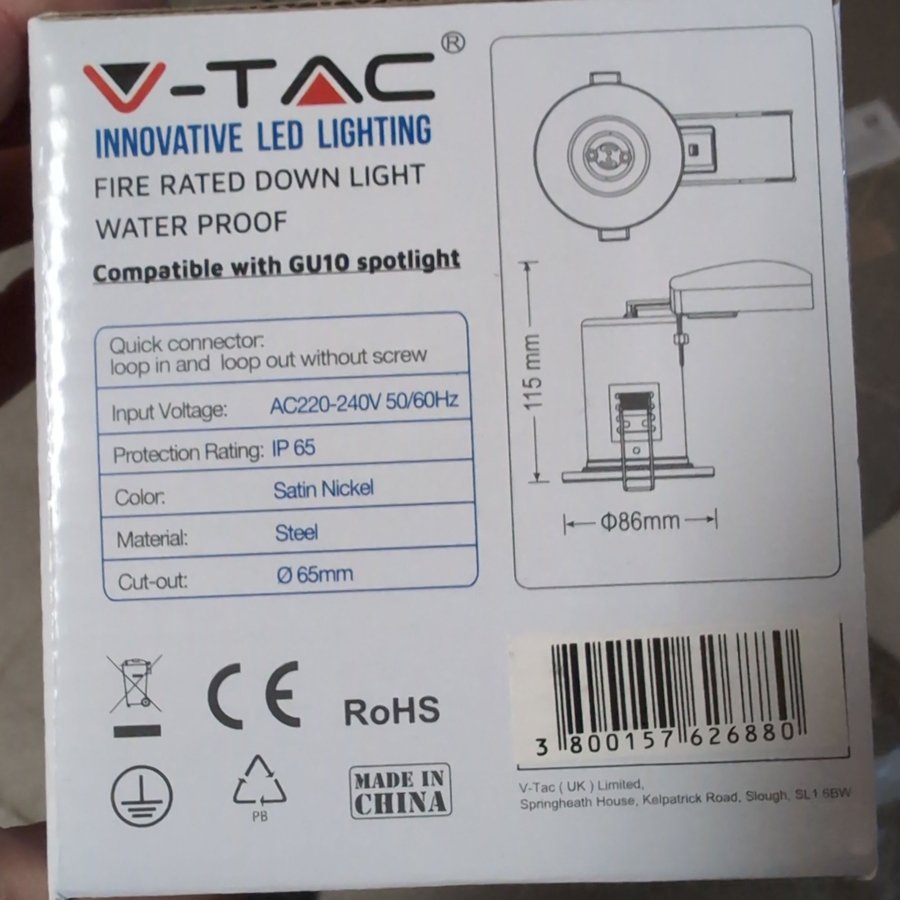 V-TAC®
INNOVATIVE LED LIGHTING
FIRE RATED DOWN LIGHT
WATER PROOF
Compatible with GU10 spotlight
Quick connector:
loop in and loop out without screw
Input Voltage: AC220-240V 50/60Hz
Protection Rating: IP 65
Color: Satin Nickel
Material: Steel
Cut-out: Ø 65mm
115 mm
Φ86mm
CE
RoHS
PB
MADE IN
CHINA
3 800157 626880
V-Tac ( UK ) Limited,
Springheath House, Kelpatrick Road, Slough, SL1 6BW